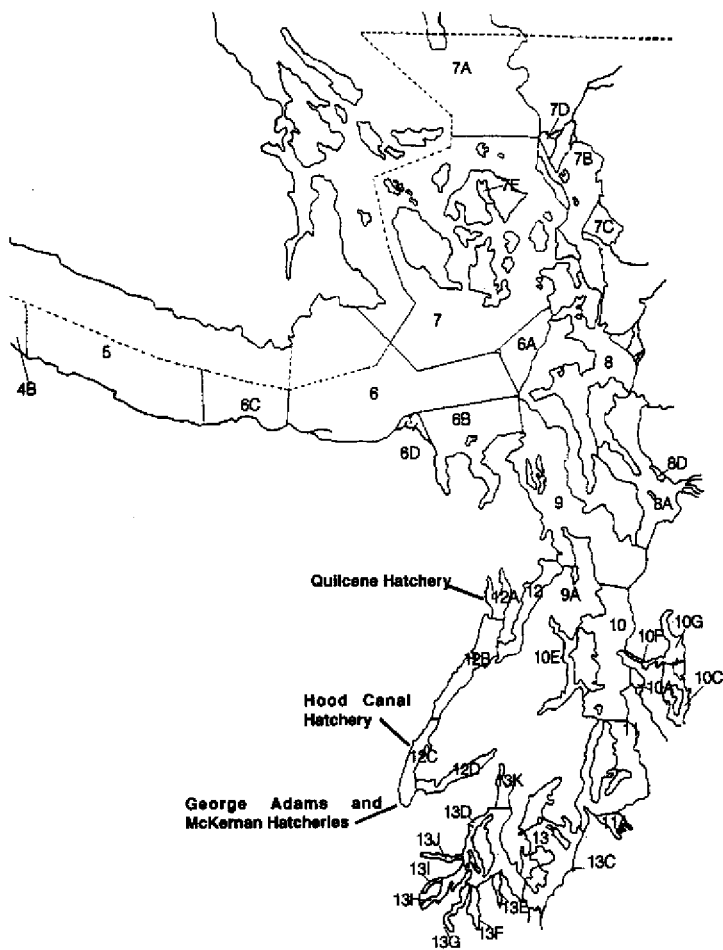 7A
7D
7B
7E
7C
7
5
6A
8
4B
6C
6
6B
6D
8D
8A
9
Quilcene Hatchery
12A
12
9A
10
10G
10F
10E
12B
10A
10C
Hood Canal
Hatchery
11
12C
12D
13K
George Adams and
McKernan Hatcheries
13D
11A
13
13J
13C
13I
13H
13E
13F
13G